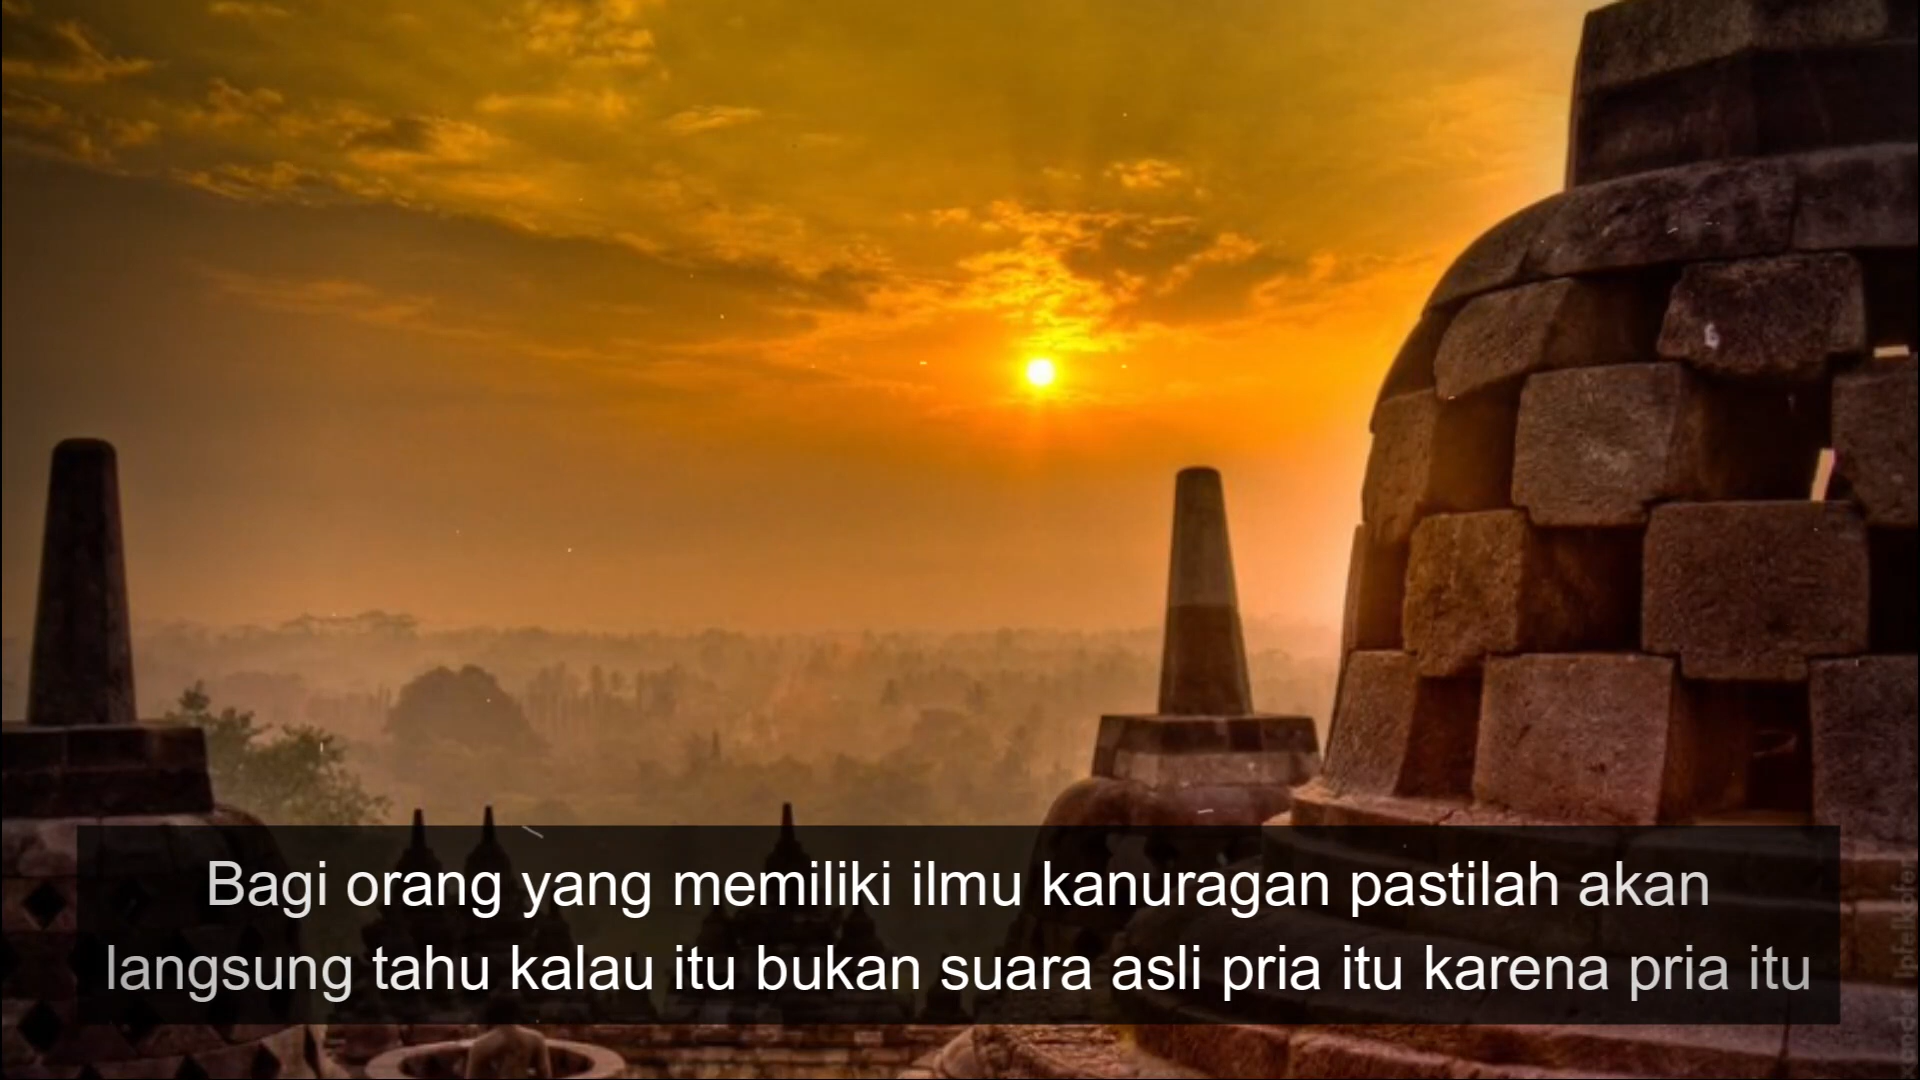 Bagi orang yang memiliki ilmu kanuragan pastilah akan
langsung tahu kalau itu bukan suara asli pria itu karena pria itu